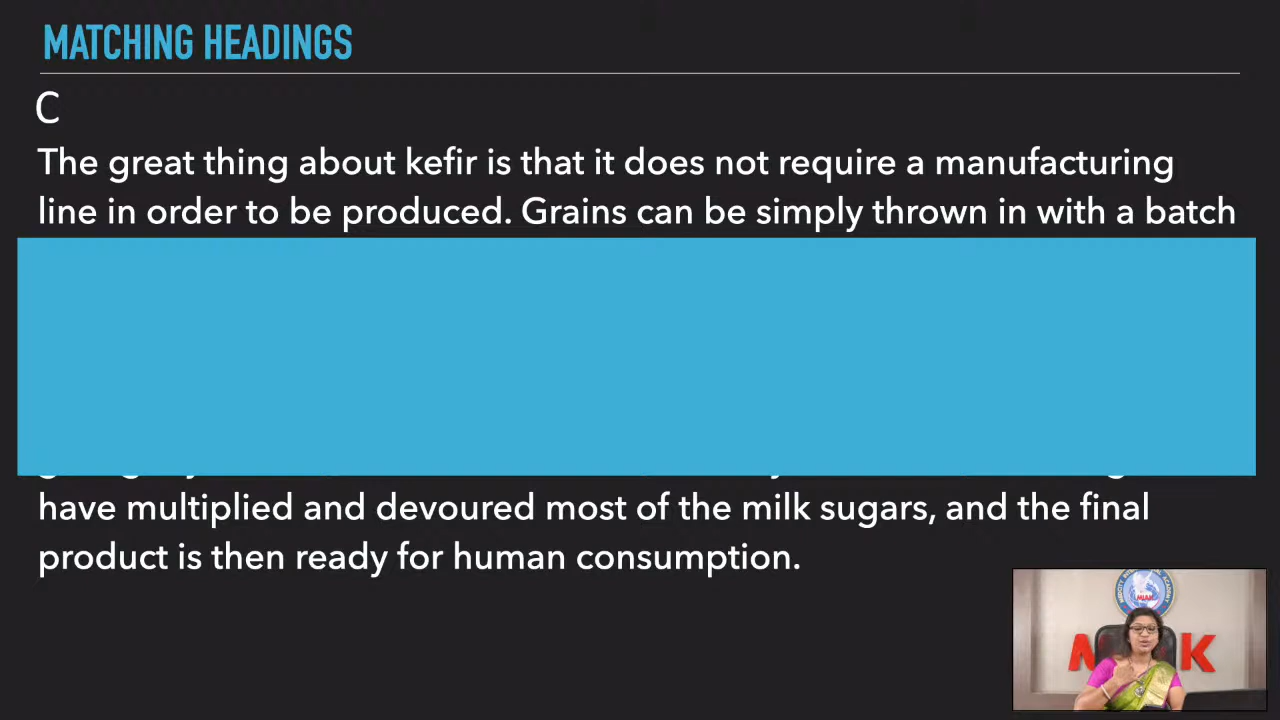 MATCHING HEADINGS
C
The great thing about kefir is that it does not require a manufacturing
line in order to be produced. Grains can be simply thrown in with a batch
have multiplied and devoured most of the milk sugars, and the final
product is then ready for human consumption.
MIAK